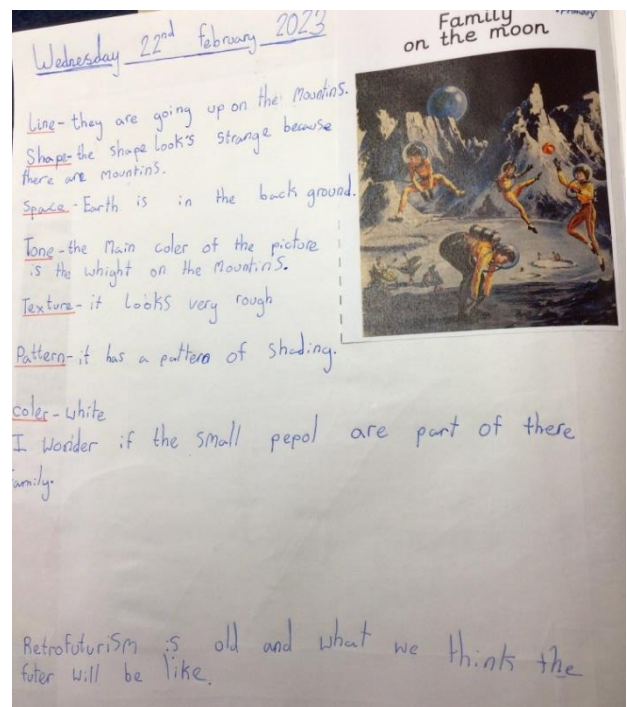 Wednesday 22nd february 2023
Family
on the moon
Line- they are going up on the Mountins.
Shape- the shape look's strange because
there are mountins.
Space - Earth is in the back ground.
Tone - the Main coler of the picture
is the whight on the Mountins.
Texture- it looks very rough
Pattern- it has a pattern of shading.
coler - white
I wonder if the small pepol are part of there
family.
Retrofuturism is old and what we think the
futer will be like.